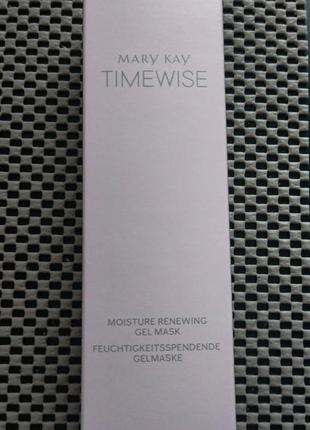 MARY KAY
TIMEWISE
MOISTURE RENEWING
GEL MASK
FEUCHTIGKEITSSPENDENDE
GELMASKE